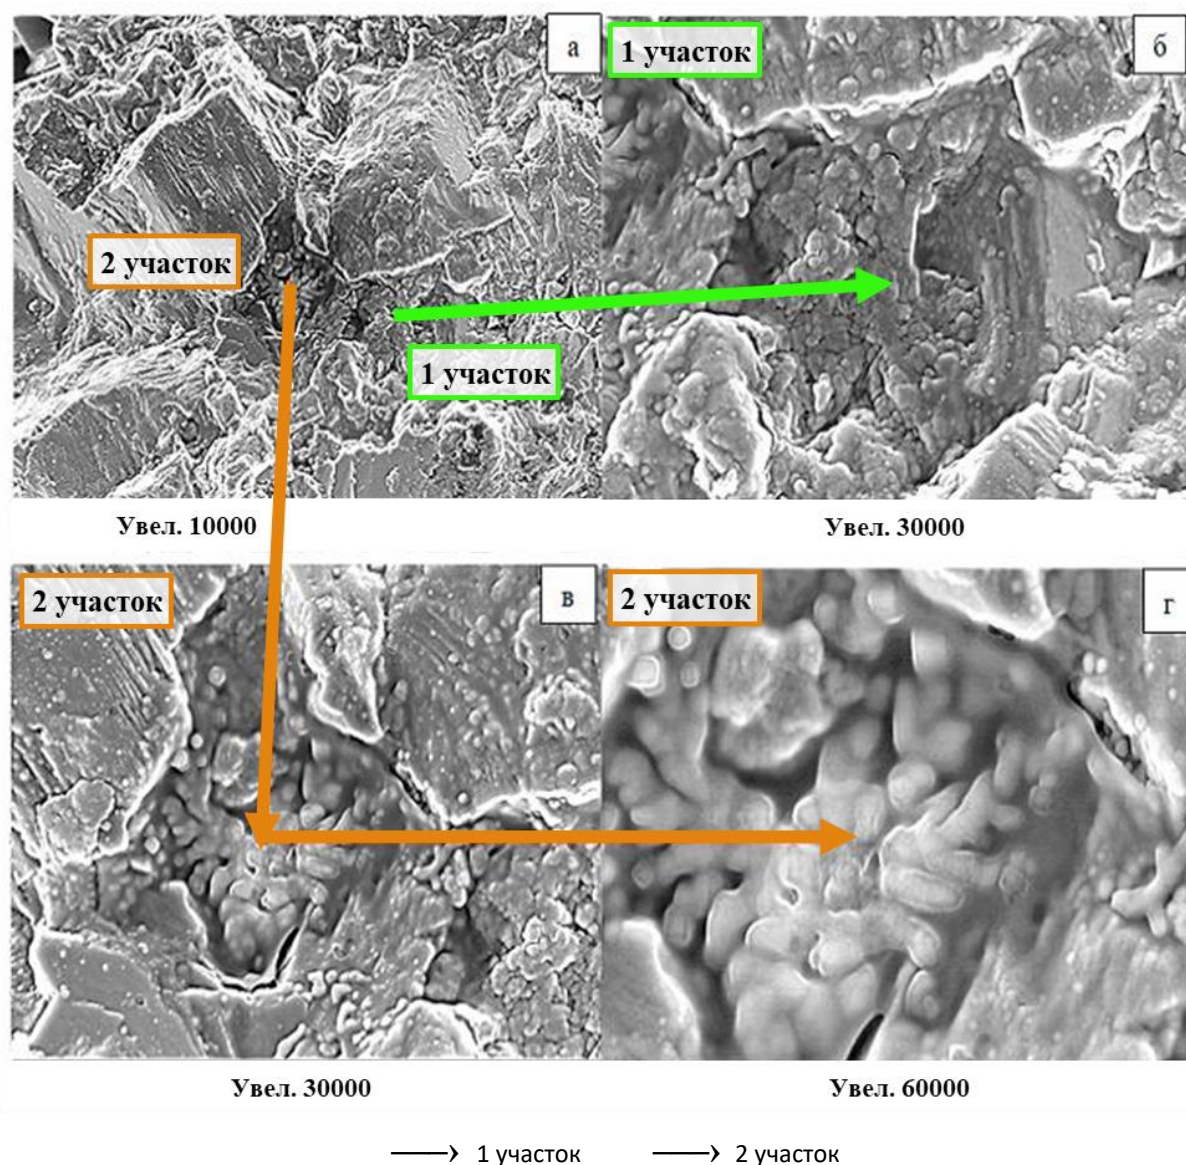 а
1 участок
б
2 участок
1 участок
Увел. 10000
Увел. 30000
2 участок
в
2 участок
г
Увел. 30000
Увел. 60000
1 участок
2 участок